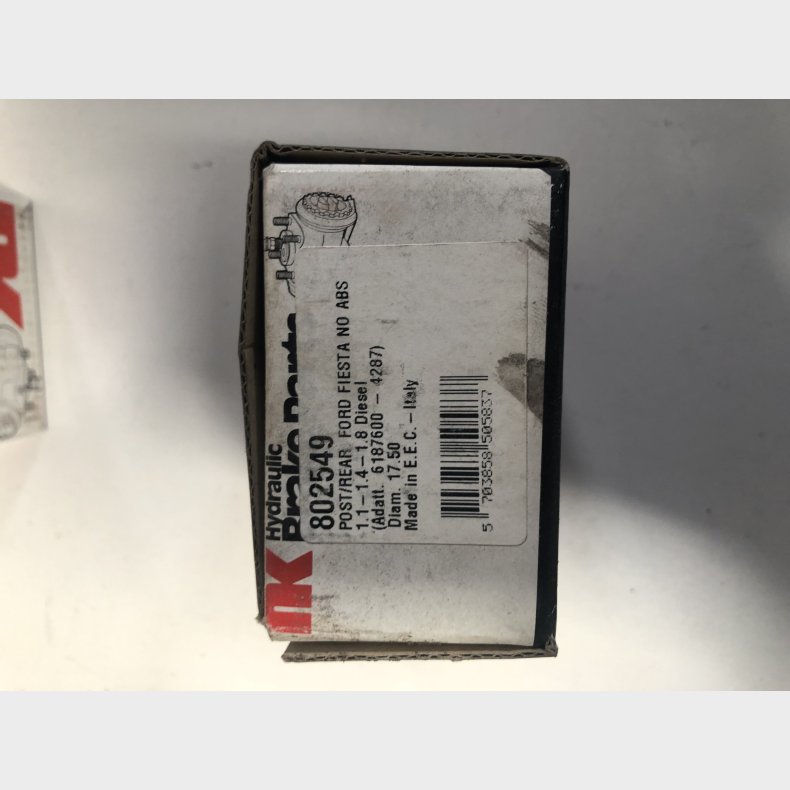 NK
Hydraulic
Brake Parts
802549
POST/REAR FORD FIESTA NO ABS
1.1-1.4-1.8 Diesel
(Adatt. 6187600 - 4287)
Diam. 17.50
Made in E.E.C. - Italy
5 703858 505837